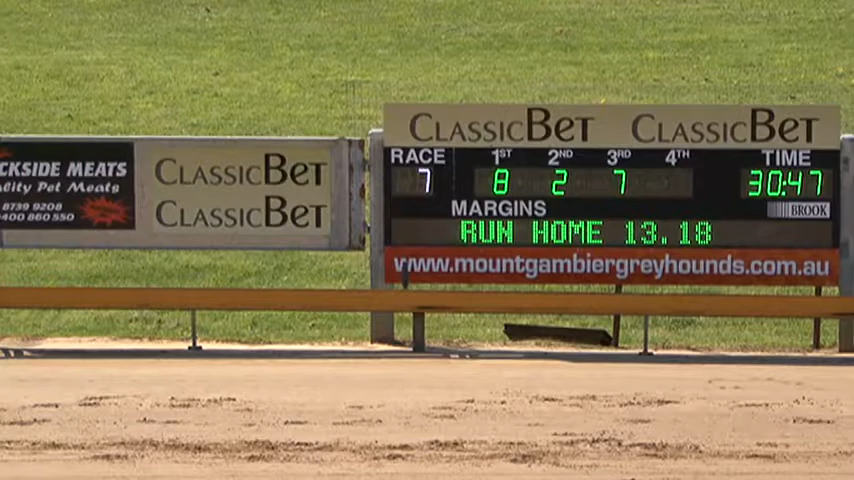 CKSIDE MEATS
lity Pet Meats
8739 9208
0400 860 550
CLASSICBET
CLASSICBET
CLASSICBET CLASSICBET
RACE 1ST 2ND 3RD 4TH TIME
7 8 2 7 30:47
MARGINS BROOK
RUN HOME 13.18
www.mountgambiergreyhounds.com.au